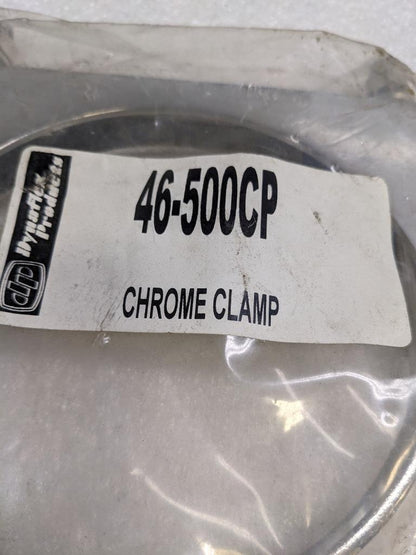 Dynaflex
Products
dp
46-500CP
CHROME CLAMP